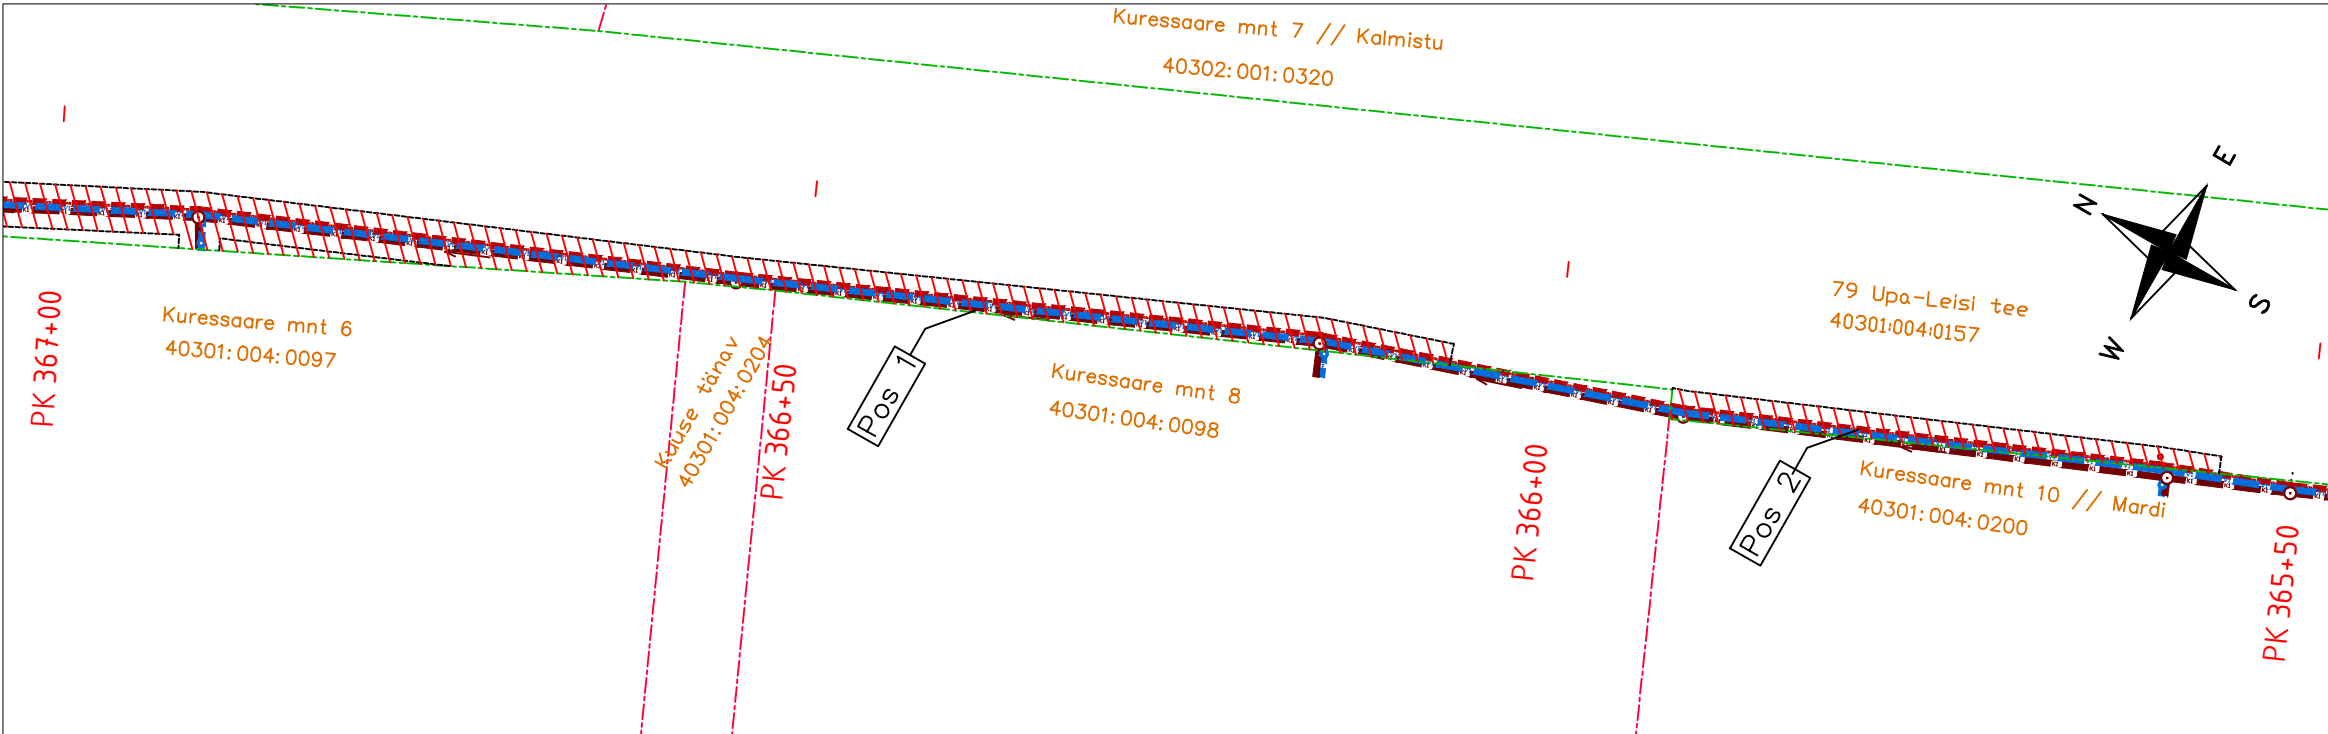 Kuressaare mnt 7 // Kalmistu
40302:001:0320
E
N
S
W
79 Upa-Leisi tee
40301:004:0157
Kuressaare mnt 6
40301:004:0097
PK 367+00
Kuuse tänav
40301:004:0204
PK 366+50
Pos 1
Kuressaare mnt 8
40301:004:0098
PK 366+00
Pos 2
Kuressaare mnt 10 // Mardi
40301:004:0200
PK 365+50